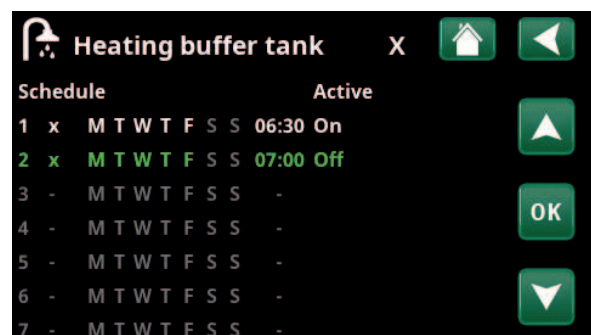 Heating buffer tank X
Schedule Active
1 x M T W T F S S 06:30 On
2 x M T W T F S S 07:00 Off
3 - M T W T F S S -
4 - M T W T F S S -
OK
5 - M T W T F S S -
6 - M T W T F S S -
7 - M T W T F S S